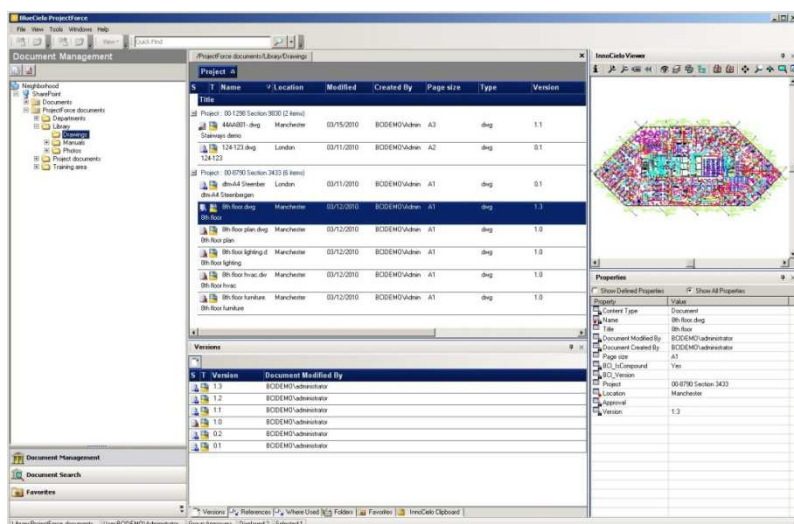 BlueCielo ProjectForce
File View Tools Windows Help
View
Quick Find
Document Management
Neighborhood
SharePoint
Documents
ProjectForce documents
Departments
Library
Drawings
Manuals
Photos
Project documents
Training area
Document Management
Document Search
Favorites
/ProjectForce documents/Library/Drawings
Project
S T Name Location Modified Created By Page size Type Version
Title
Project : 00-1290 Section 9830 (2 items)
44AA001-.dwg Manchester 03/15/2010 BCIDEMO\Admin A3 dwg 1.1
Stairways demo
124-123.dwg London 03/11/2010 BCIDEMO\Admin A2 dwg 0.1
124-123
Project : 00-8790 Section 3433 (6 items)
dtm-A4 Steenber London 03/11/2010 BCIDEMO\Admin A1 dwg 0.1
dtm-A4 Steenbergen
8th floor.dwg Manchester 03/12/2010 BCIDEMO\Admin A1 dwg 1.3
8th floor
8th floor plan.dwg Manchester 03/12/2010 BCIDEMO\Admin A1 dwg 1.0
8th floor plan
8th floor lighting.d Manchester 03/12/2010 BCIDEMO\Admin A1 dwg 1.0
8th floor lighting
8th floor hvac.dw Manchester 03/12/2010 BCIDEMO\Admin A1 dwg 1.0
8th floor hvac
8th floor furniture. Manchester 03/12/2010 BCIDEMO\Admin A1 dwg 1.0
8th floor furniture
Versions
S T Version Document Modified By
1.3 BCIDEMO\administrator
1.2 BCIDEMO\administrator
1.1 BCIDEMO\administrator
1.0 BCIDEMO\administrator
0.2 BCIDEMO\administrator
0.1 BCIDEMO\administrator
Versions References Where Used Folders Favorites InnoCielo Clipboard
InnoCielo Viewer
Properties
Show Defined Properties Show All Properties
Property Value
Content Type Document
Name 8th floor.dwg
Title 8th floor
Document Modified By BCIDEMO\administrator
Document Created By BCIDEMO\administrator
Page size A1
BCI_IsCompound Yes
BCI_Version
Project 00-8790 Section 3433
Location Manchester
Approval
Version 1.3